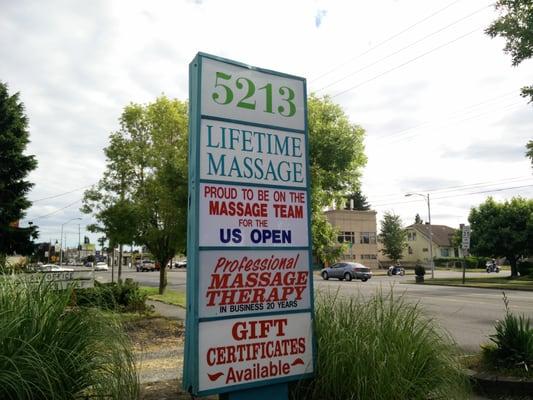 5213
LIFETIME
MASSAGE
PROUD TO BE ON THE
MASSAGE TEAM
FOR THE
US OPEN
Professional
MASSAGE
THERAPY
IN BUSINESS 20 YEARS
GIFT
CERTIFICATES
Available